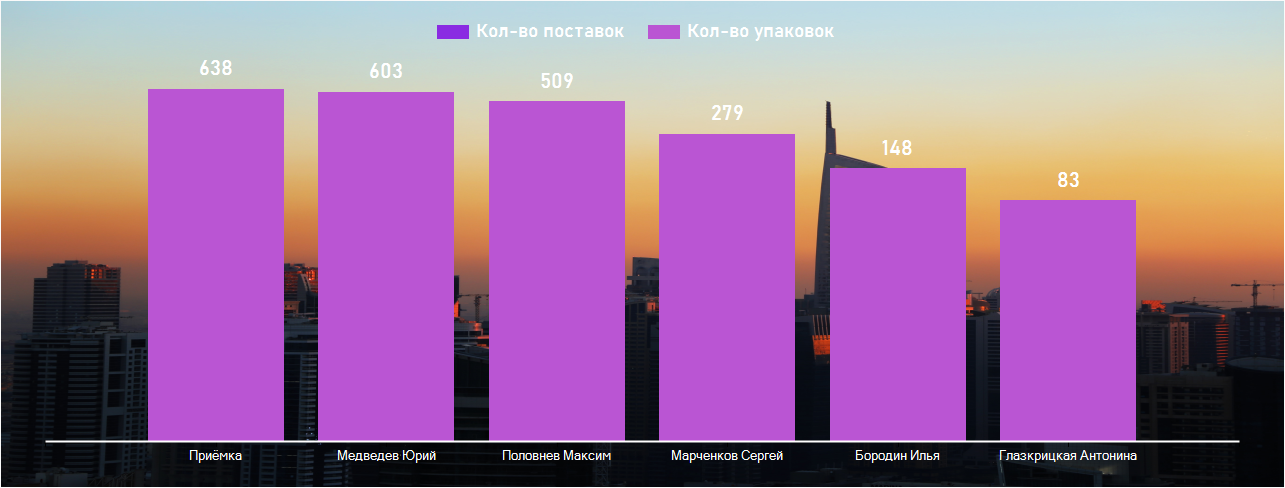 Кол-во поставок Кол-во упаковок
638 603 509 279 148 83
Приёмка Медведев Юрий Половнев Максим Марченков Сергей Бородин Илья Глазкрицкая Антонина